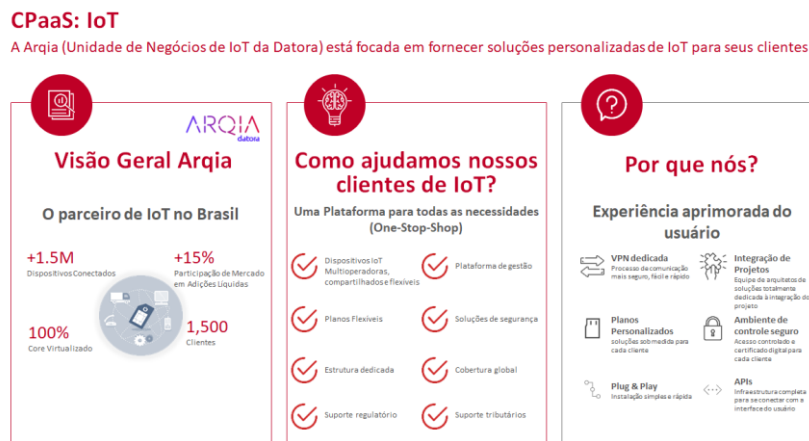 CPaaS: IoT
A Arqia (Unidade de Negócios de IoT da Datora) está focada em fornecer soluções personalizadas de IoT para seus clientes
ARQIA
datora
Visão Geral Arqia
O parceiro de IoT no Brasil
+1.5M
Dispositivos Conectados
+15%
Participação de Mercado
em Adições Líquidas
100%
Core Virtualizado
1,500
Clientes
Como ajudamos nossos
clientes de IoT?
Uma Plataforma para todas as necessidades
(One-Stop-Shop)
Dispositivos IoT
Multioperadoras,
compartilhados e flexíveis
Plataforma de gestão
Planos Flexíveis
Soluções de segurança
Estrutura dedicada
Cobertura global
Suporte regulatório
Suporte tributários
Por que nós?
Experiência aprimorada do
usuário
VPN dedicada
Processo de comunicação
mais seguro, fácil e rápido
Integração de
Projetos
Equipe de arquitetos de
soluções totalmente
dedicada à integração do
projeto
Planos
Personalizados
soluções sob medida para
cada cliente
Ambiente de
controle seguro
Acesso controlado e
certificado digital para
cada cliente
Plug & Play
Instalação simples e rápida
APIs
Infraestrutura completa
para se conectar com a
interface do usuário